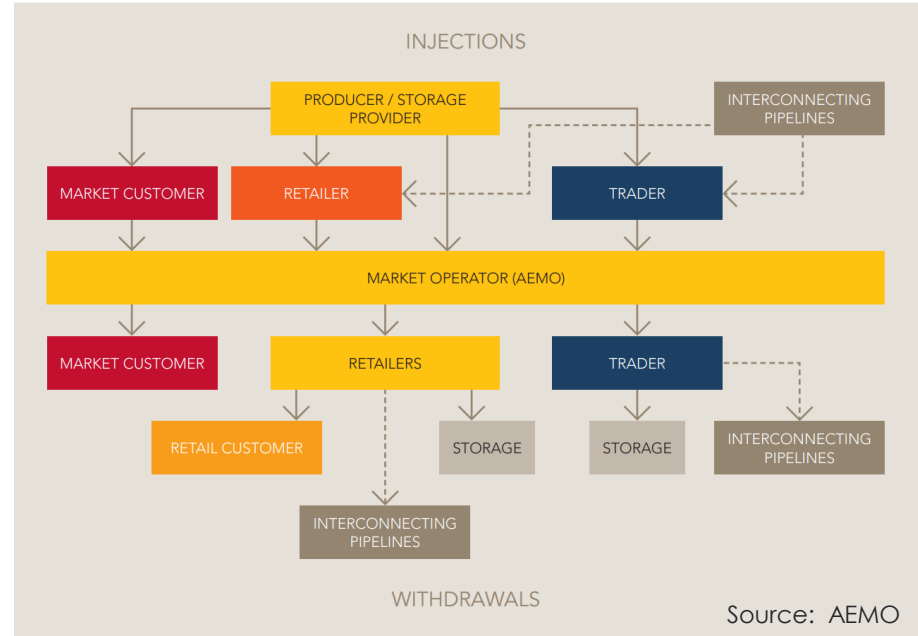 INJECTIONS
PRODUCER / STORAGE
PROVIDER
INTERCONNECTING
PIPELINES
MARKET CUSTOMER
RETAILER
TRADER
MARKET OPERATOR (AEMO)
MARKET CUSTOMER
RETAILERS
TRADER
RETAIL CUSTOMER
STORAGE
STORAGE
INTERCONNECTING
PIPELINES
INTERCONNECTING
PIPELINES
WITHDRAWALS
Source: AEMO